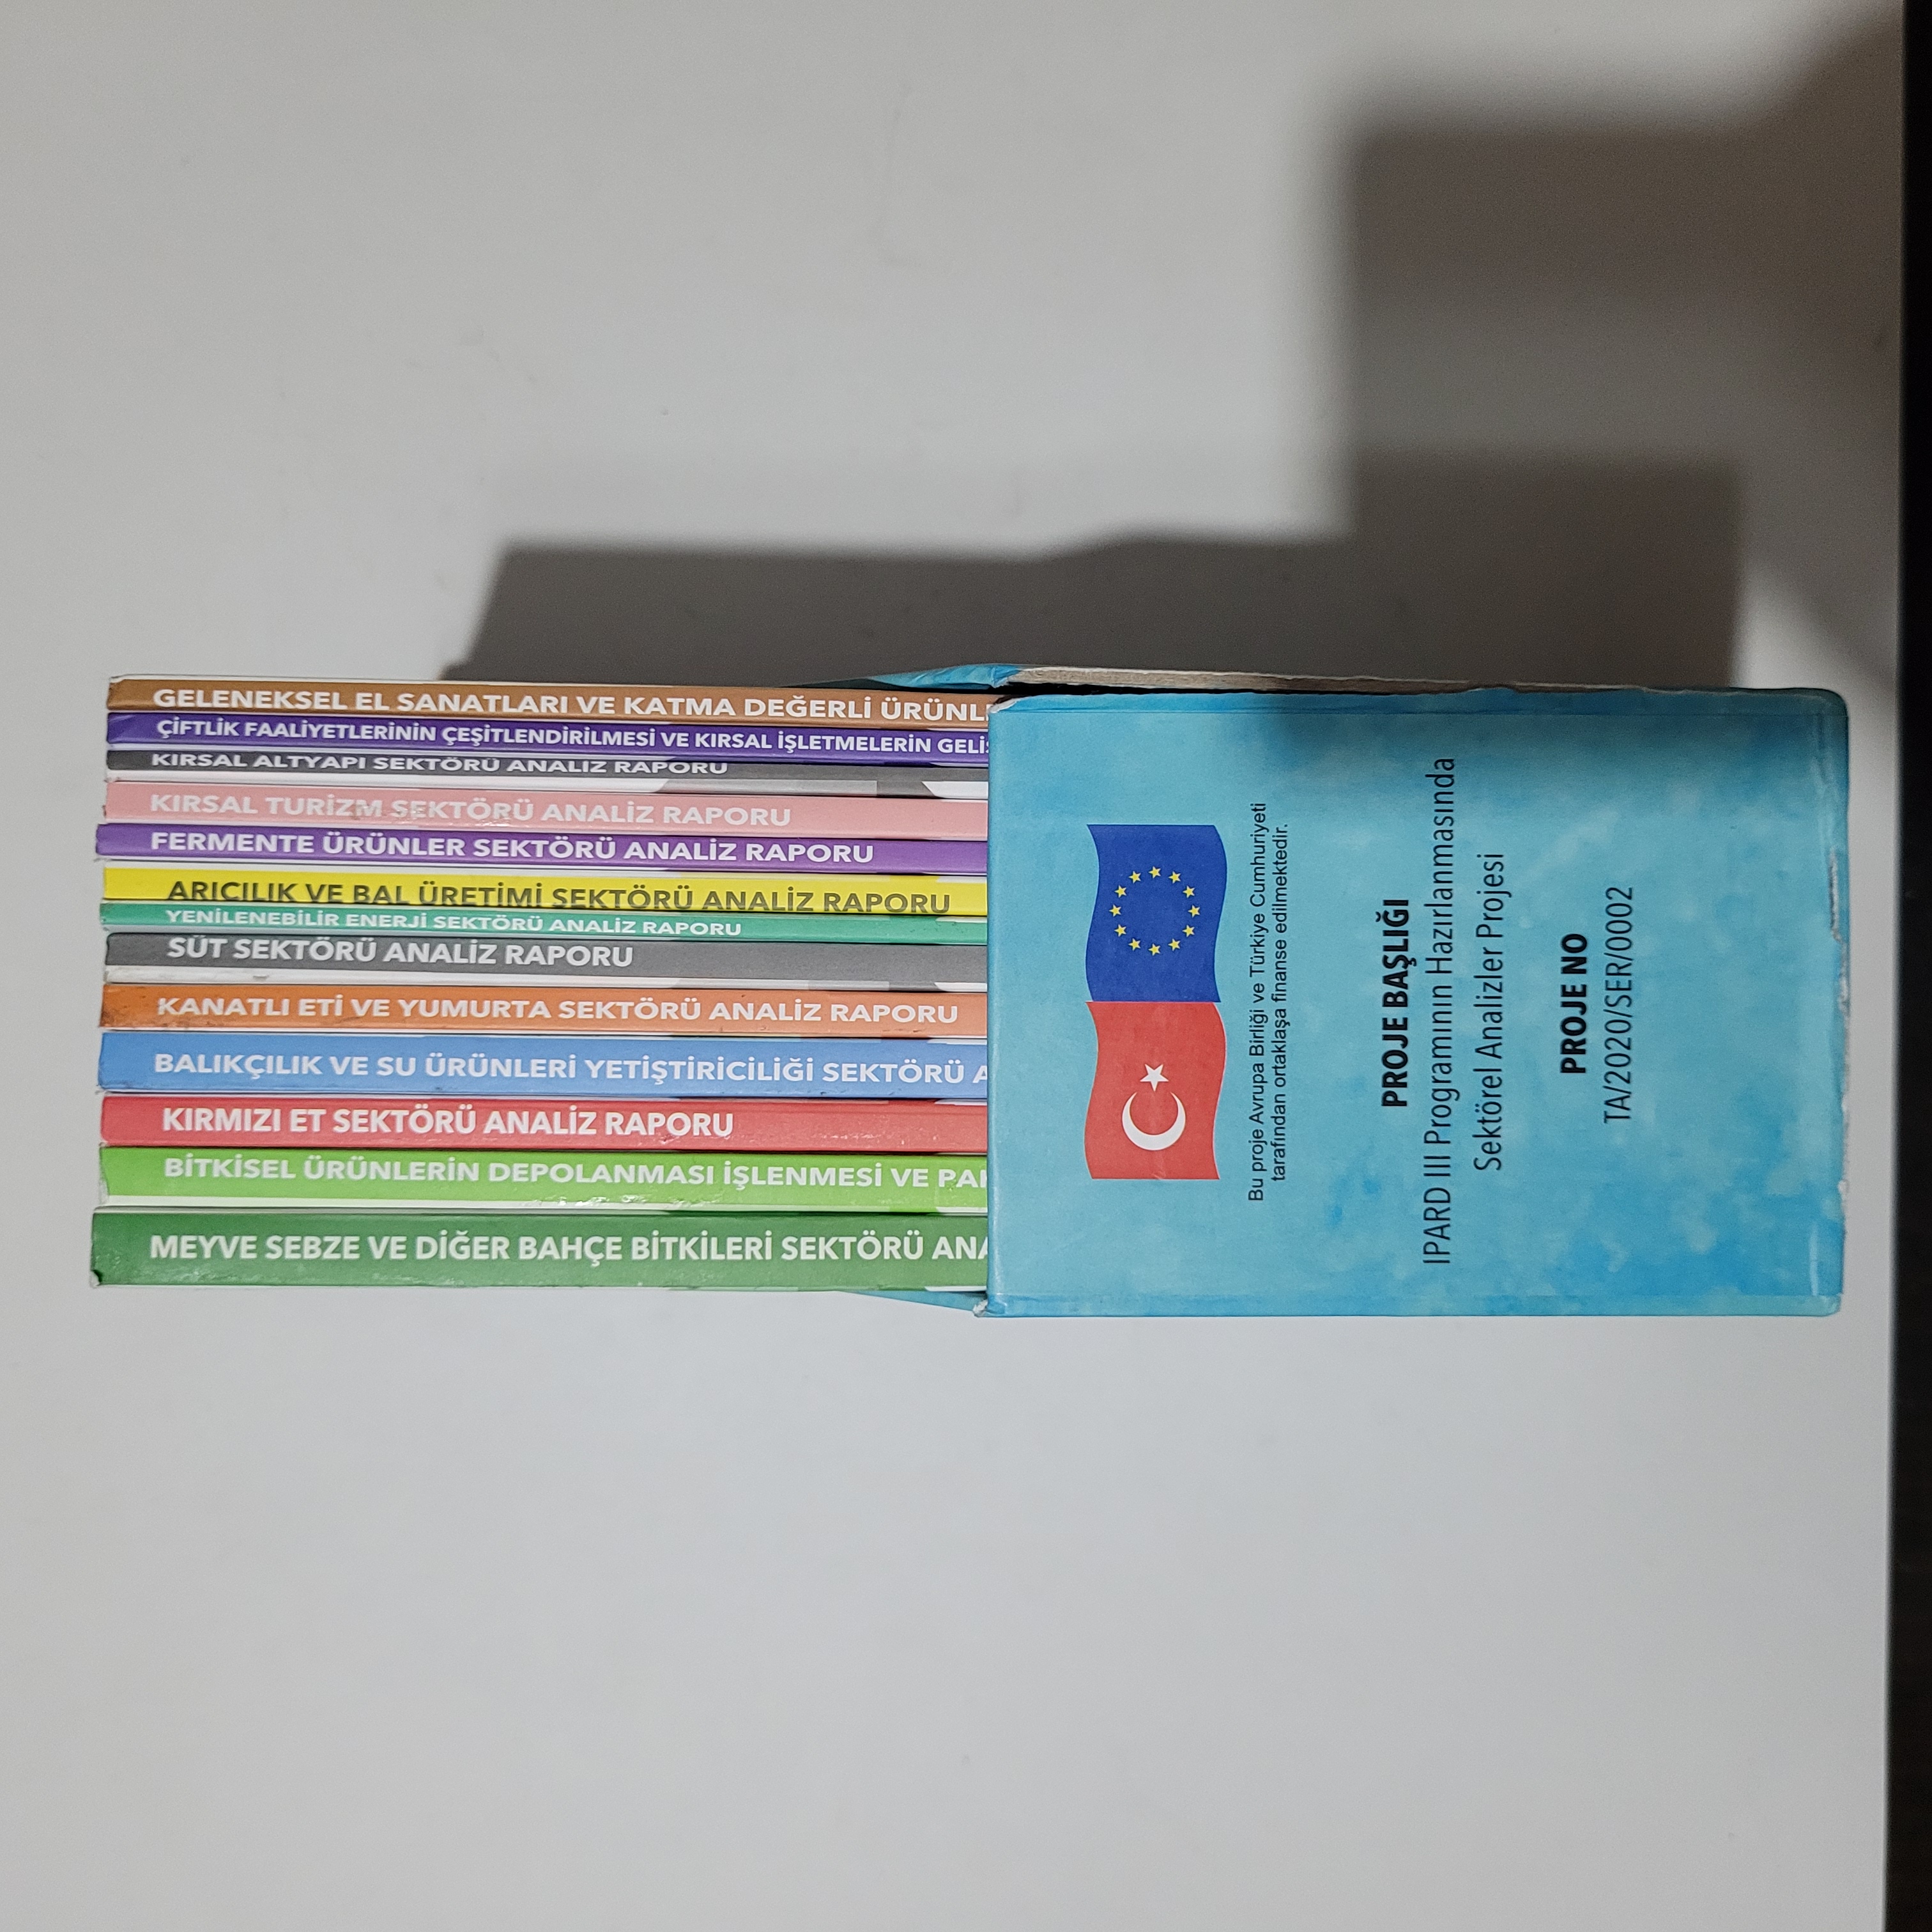 GELENEKSEL EL SANATLARI VE KATMA DEĞERLİ ÜRÜNL
ÇİFTLİK FAALİYETLERİNİN ÇEŞİTLENDİRİLMESİ VE KIRSAL İŞLETMELERİN GELİŞ
KIRSAL ALTYAPI SEKTÖRÜ ANALİZ RAPORU
KIRSAL TURİZM SEKTÖRÜ ANALİZ RAPORU
FERMENTE ÜRÜNLER SEKTÖRÜ ANALİZ RAPORU
ARICILIK VE BAL ÜRETİMİ SEKTÖRÜ ANALİZ RAPORU
YENİLENEBİLİR ENERJİ SEKTÖRÜ ANALİZ RAPORU
SÜT SEKTÖRÜ ANALİZ RAPORU
KANATLI ETİ VE YUMURTA SEKTÖRÜ ANALİZ RAPORU
BALIKÇILIK VE SU ÜRÜNLERİ YETİŞTİRİCİLİĞİ SEKTÖRÜ A
KIRMIZI ET SEKTÖRÜ ANALİZ RAPORU
BİTKİSEL ÜRÜNLERİN DEPOLANMASI İŞLENMESİ VE PA
MEYVE SEBZE VE DİĞER BAHÇE BİTKİLERİ SEKTÖRÜ ANA
Bu proje Avrupa Birliği ve Türkiye Cumhuriyeti
tarafından ortaklaşa finanse edilmektedir.
PROJE BAŞLIĞI
IPARD III Programının Hazırlanmasında
Sektörel Analizler Projesi
PROJE NO
TA/2020/SER/0002